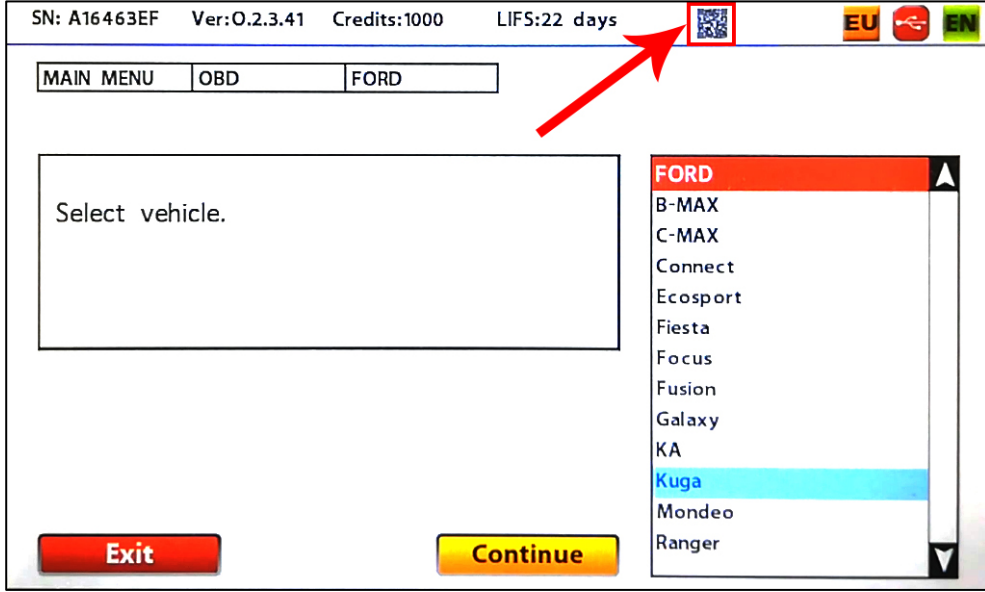 SN: A16463EF Ver:0.2.3.41 Credits:1000 LIFS:22 days EU EN
MAIN MENU OBD FORD
Select vehicle.
FORD
B-MAX
C-MAX
Connect
Ecosport
Fiesta
Focus
Fusion
Galaxy
KA
Kuga
Mondeo
Ranger
Exit
Continue